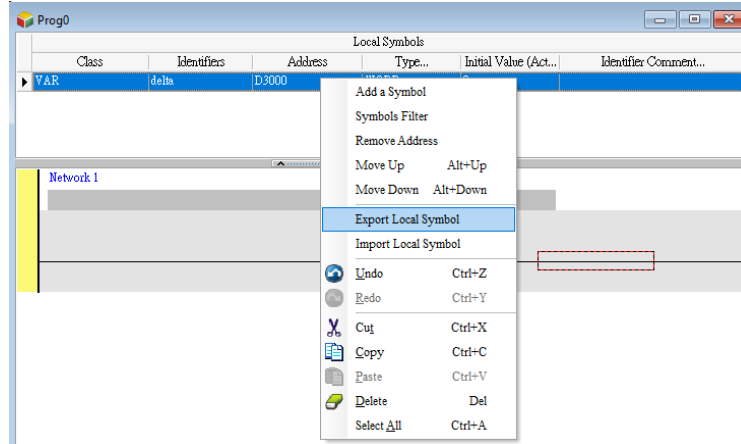 Prog0
Local Symbols
Class Identifiers Address Type... Initial Value (Act... Identifier Comment...
VAR delta D3000
Add a Symbol
Symbols Filter
Remove Address
Move Up Alt+Up
Move Down Alt+Down
Network 1
Export Local Symbol
Import Local Symbol
Undo Ctrl+Z
Redo Ctrl+Y
Cut Ctrl+X
Copy Ctrl+C
Paste Ctrl+V
Delete Del
Select All Ctrl+A